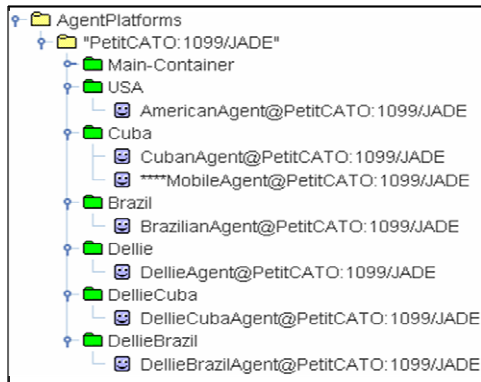 AgentPlatforms
"PetitCATO:1099/JADE"
Main-Container
USA
AmericanAgent@PetitCATO:1099/JADE
Cuba
CubanAgent@PetitCATO:1099/JADE
****MobileAgent@PetitCATO:1099/JADE
Brazil
BrazilianAgent@PetitCATO:1099/JADE
Dellie
DellieAgent@PetitCATO:1099/JADE
DellieCuba
DellieCubaAgent@PetitCATO:1099/JADE
DellieBrazil
DellieBrazilAgent@PetitCATO:1099/JADE